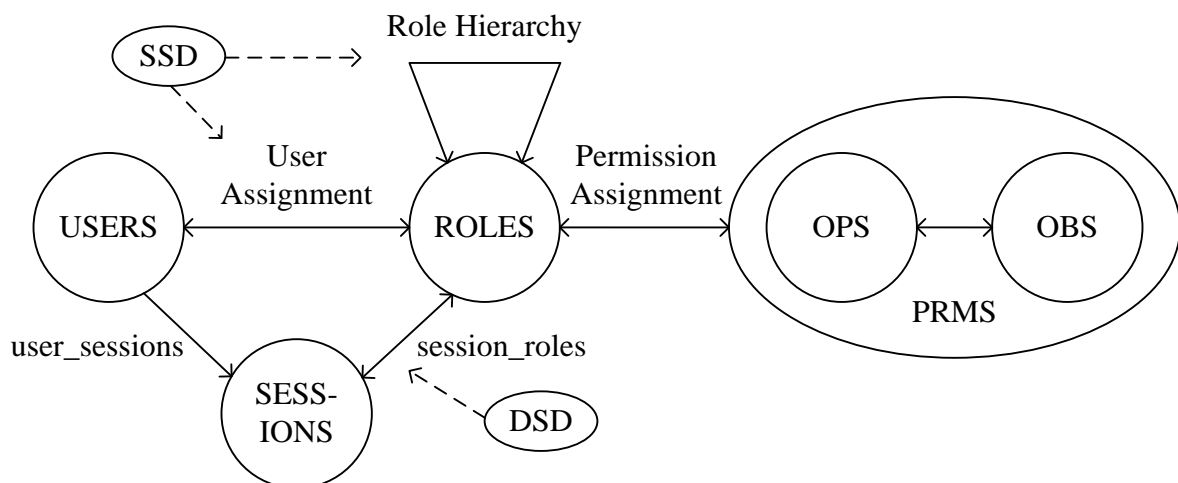 Role Hierarchy
SSD
User
Assignment
Permission
Assignment
USERS
ROLES
OPS
OBS
PRMS
user_sessions
session_roles
SESS-
IONS
DSD